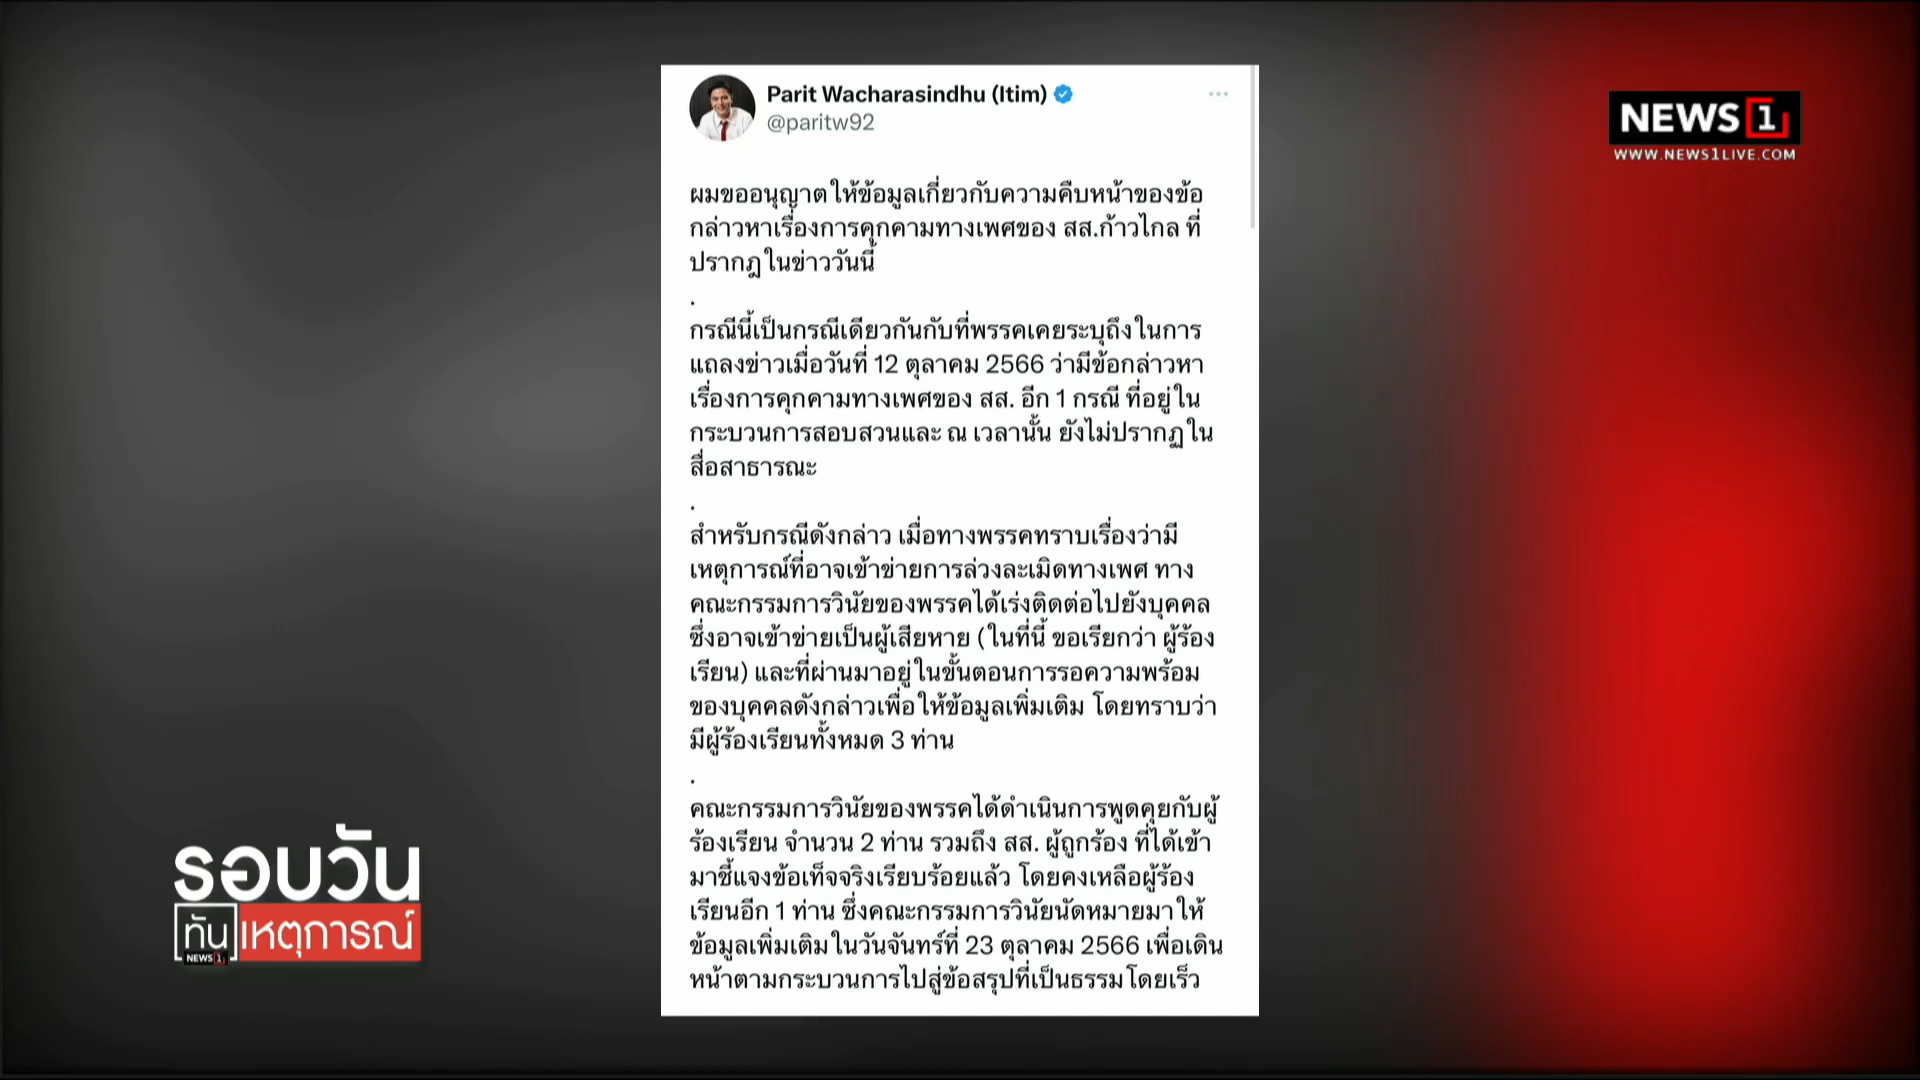 Parit Wacharasindhu (Itim)
@paritw92
NEWS 1
WWW.NEWS1LIVE.COM
ผมขออนุญาตให้ข้อมูลเกี่ยวกับความคืบหน้าของข้อ
กล่าวหาเรื่องการคุกคามทางเพศของ สส.ก้าวไกล ที่
ปรากฎในข่าววันนี้
.
กรณีนี้เป็นกรณีเดียวกันกับที่พรรคเคยระบุถึงในการ
แถลงข่าวเมื่อวันที่ 12 ตุลาคม 2566 ว่ามีข้อกล่าวหา
เรื่องการคุกคามทางเพศของ สส. อีก 1 กรณี ที่อยู่ใน
กระบวนการสอบสวนและ ณ เวลานั้น ยังไม่ปรากฏใน
สื่อสาธารณะ
.
สำหรับกรณีดังกล่าว เมื่อทางพรรคทราบเรื่องว่ามี
เหตุการณ์ที่อาจเข้าข่ายการล่วงละเมิดทางเพศ ทาง
คณะกรรมการวินัยของพรรคได้เร่งติดต่อไปยังบุคคล
ซึ่งอาจเข้าข่ายเป็นผู้เสียหาย (ในที่นี้ ขอเรียกว่า ผู้ร้อง
เรียน) และที่ผ่านมาอยู่ในขั้นตอนการรอความพร้อม
ของบุคคลดังกล่าวเพื่อให้ข้อมูลเพิ่มเติม โดยทราบว่า
มีผู้ร้องเรียนทั้งหมด 3 ท่าน
.
คณะกรรมการวินัยของพรรคได้ดำเนินการพูดคุยกับผู้
ร้องเรียน จำนวน 2 ท่าน รวมถึง สส. ผู้ถูกร้อง ที่ได้เข้า
มาชี้แจงข้อเท็จจริงเรียบร้อยแล้ว โดยคงเหลือผู้ร้อง
เรียนอีก 1 ท่าน ซึ่งคณะกรรมการวินัยนัดหมายมาให้
ข้อมูลเพิ่มเติมในวันจันทร์ที่ 23 ตุลาคม 2566 เพื่อเดิน
หน้าตามกระบวนการไปสู่ข้อสรุปที่เป็นธรรมโดยเร็ว
รอบวัน
ทันเหตุการณ์
NEWS 1